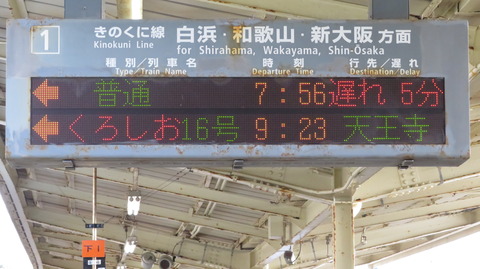 1 きのくに線 白浜・和歌山・新大阪 方面
Kinokuni Line for Shirahama, Wakayama, Shin-Ōsaka
種別/列車名 時刻 行先/遅れ
Type/Train Name Departure Time Destination/Delay
普通 7:56 遅れ 5分
くろしお16号 9:23 天王寺
下1